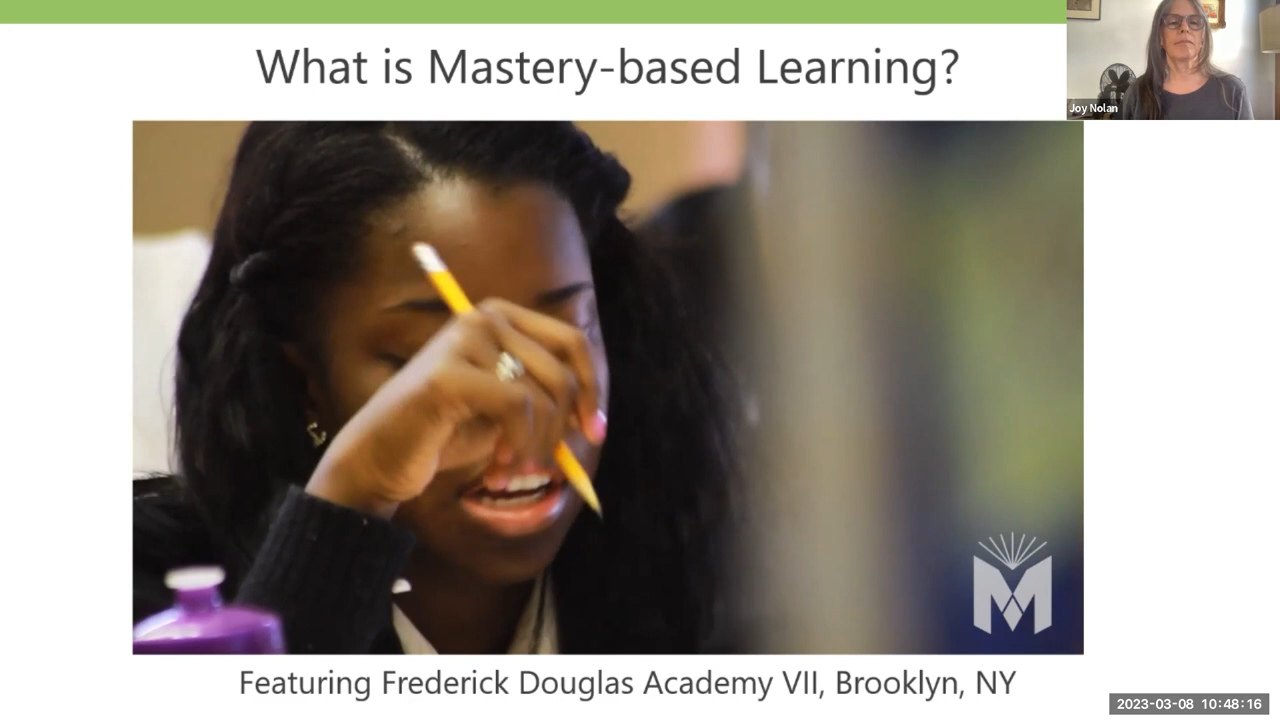 What is Mastery-based Learning?
Joy Nolan
Featuring Frederick Douglas Academy VII, Brooklyn, NY
2023-03-08 10:48:16